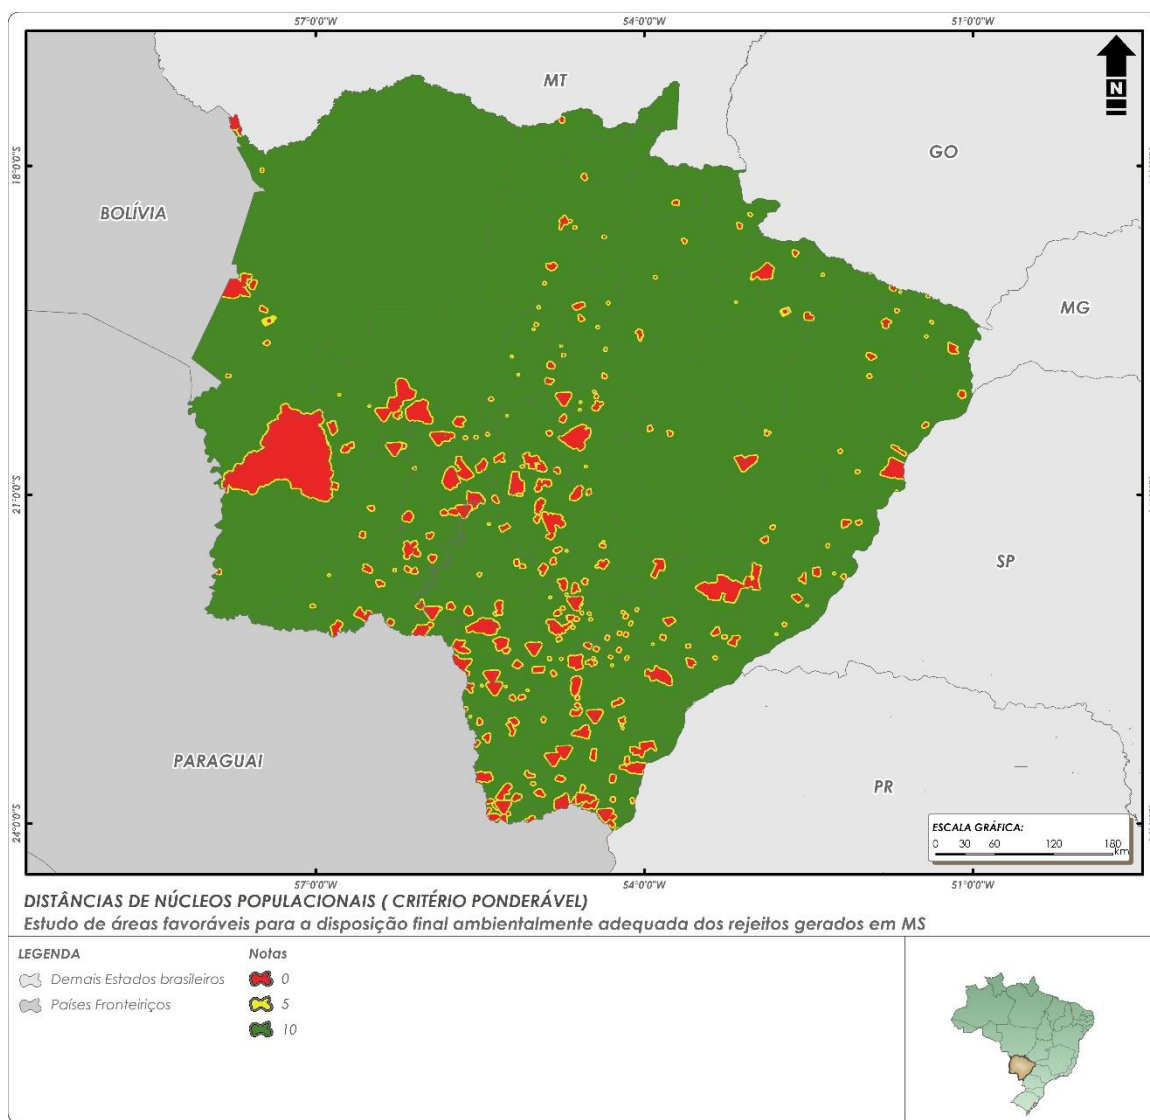 57°0'0"W
54°0'0"W
51°0'0"W
MT
N
GO
18°0'0"S
BOLÍVIA
MG
21°0'0"S
SP
PARAGUAI
PR
24°0'0"S
ESCALA GRÁFICA:
0 30 60 120 180
km
57°0'0"W
54°0'0"W
51°0'0"W
DISTÂNCIAS DE NÚCLEOS POPULACIONAIS ( CRITÉRIO PONDERÁVEL)
Estudo de áreas favoráveis para a disposição final ambientalmente adequada dos rejeitos gerados em MS
LEGENDA
Demais Estados brasileiros
Países Fronteiriços
Notas
0
5
10